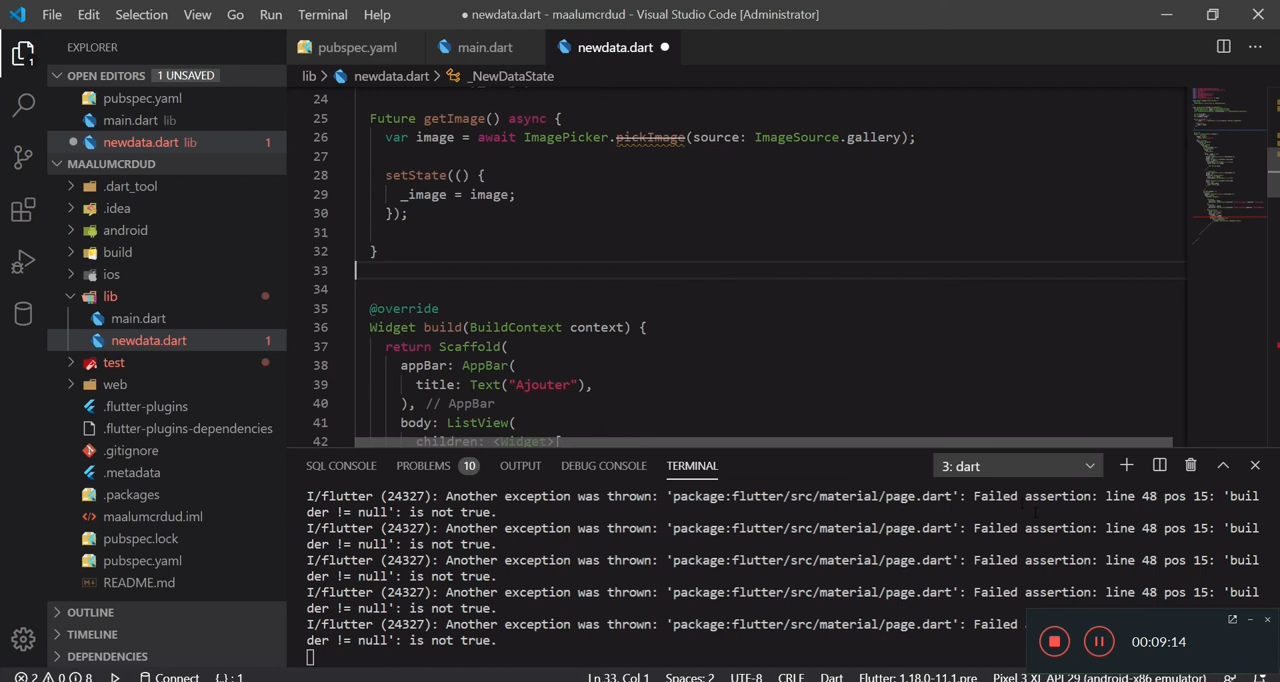 File Edit Selection View Go Run Terminal Help
● newdata.dart - maalumcrdud - Visual Studio Code [Administrator]
EXPLORER
pubspec.yaml
main.dart
newdata.dart
OPEN EDITORS 1 UNSAVED
lib > newdata.dart > _NewDataState
pubspec.yaml
main.dart lib
newdata.dart lib 1
MAALUMCRDUD
.dart_tool
.idea
android
build
ios
lib
main.dart
newdata.dart 1
test
web
.flutter-plugins
.flutter-plugins-dependencies
.gitignore
.metadata
.packages
maalumcrdud.iml
pubspec.lock
pubspec.yaml
README.md
OUTLINE
TIMELINE
DEPENDENCIES
24
25 Future getImage() async {
26 var image = await ImagePicker.pickImage(source: ImageSource.gallery);
27
28 setState(() {
29 _image = image;
30 });
31
32 }
33
34
35 @override
36 Widget build(BuildContext context) {
37 return Scaffold(
38 appBar: AppBar(
39 title: Text("Ajouter"),
40 ), // AppBar
41 body: ListView(
42 children: <Widget>[
SQL CONSOLE PROBLEMS 10 OUTPUT DEBUG CONSOLE TERMINAL 3: dart
I/flutter (24327): Another exception was thrown: 'package:flutter/src/material/page.dart': Failed assertion: line 48 pos 15: 'buil
der != null': is not true.
I/flutter (24327): Another exception was thrown: 'package:flutter/src/material/page.dart': Failed assertion: line 48 pos 15: 'buil
der != null': is not true.
I/flutter (24327): Another exception was thrown: 'package:flutter/src/material/page.dart': Failed assertion: line 48 pos 15: 'buil
der != null': is not true.
I/flutter (24327): Another exception was thrown: 'package:flutter/src/material/page.dart': Failed assertion: line 48 pos 15: 'buil
der != null': is not true.
I/flutter (24327): Another exception was thrown: 'package:flutter/src/material/page.dart': Failed
der != null': is not true.
00:09:14
2 0 8 Connect {..}: 1 Ln 33, Col 1 Spaces: 2 UTF-8 CRLF Dart Flutter: 1.18.0-11.1.pre Pixel 3 XL API 29 (android-x86 emulator)